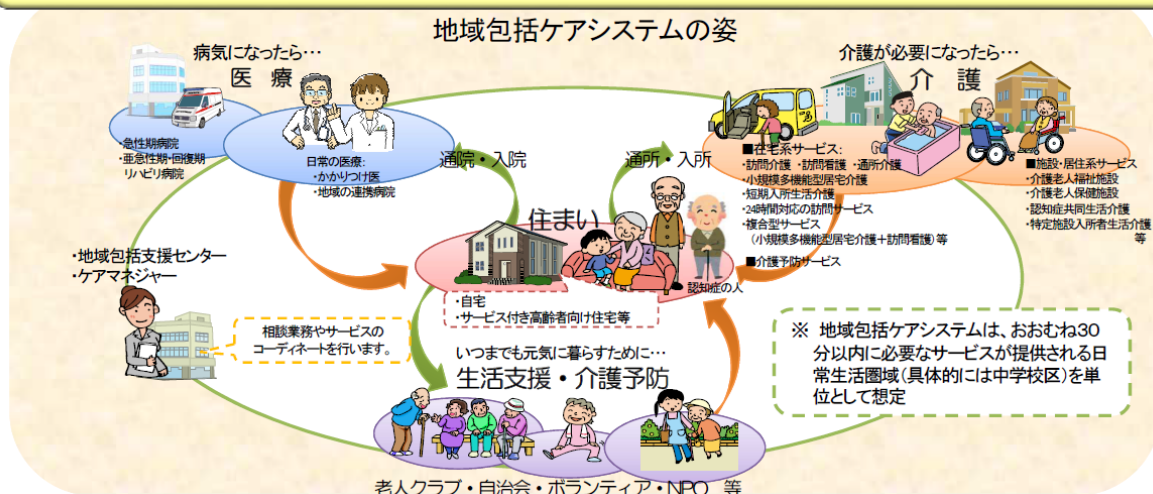 地域包括ケアシステムの姿
病気になったら…
医 療
・急性期病院
・亜急性期・回復期
リハビリ病院
日常の医療:
・かかりつけ医
・地域の連携病院
通院・入院
通所・入所
介護が必要になったら…
介 護
■在宅系サービス:
・訪問介護・訪問看護・通所介護
・小規模多機能型居宅介護
・短期入所生活介護
・24時間対応の訪問サービス
・複合型サービス
(小規模多機能型居宅介護+訪問看護)等
■介護予防サービス
■施設・居住系サービス
・介護老人福祉施設
・介護老人保健施設
・認知症共同生活介護
・特定施設入所者生活介護
等
住まい
認知症の人
・自宅
・サービス付き高齢者向け住宅等
・地域包括支援センター
・ケアマネジャー
相談業務やサービスの
コーディネートを行います。
いつまでも元気に暮らすために…
生活支援・介護予防
老人クラブ・自治会・ボランティア・NPO 等
※ 地域包括ケアシステムは、おおむね30
分以内に必要なサービスが提供される日
常生活圏域(具体的には中学校区)を単
位として想定